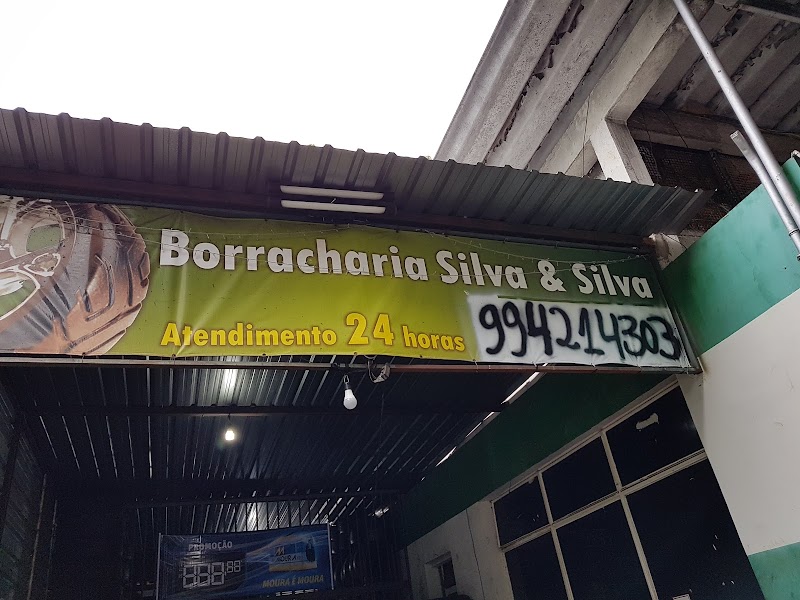 Borracharia Silva & Silva
Atendimento 24 horas
994214303
PROMOÇÃO
MOURA É MOURA